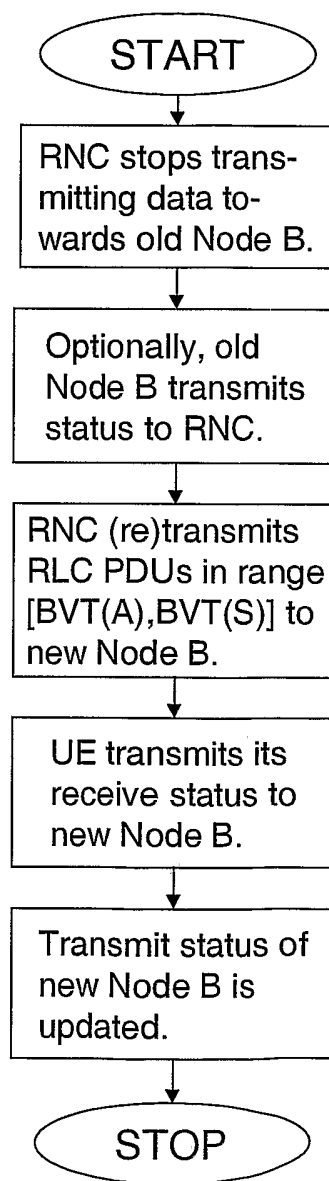 START
RNC stops trans-
mitting data to-
wards old Node B.
Optionally, old
Node B transmits
status to RNC.
RNC (re)transmits
RLC PDUs in range
[BVT(A),BVT(S)] to
new Node B.
UE transmits its
receive status to
new Node B.
Transmit status of
new Node B is
updated.
STOP